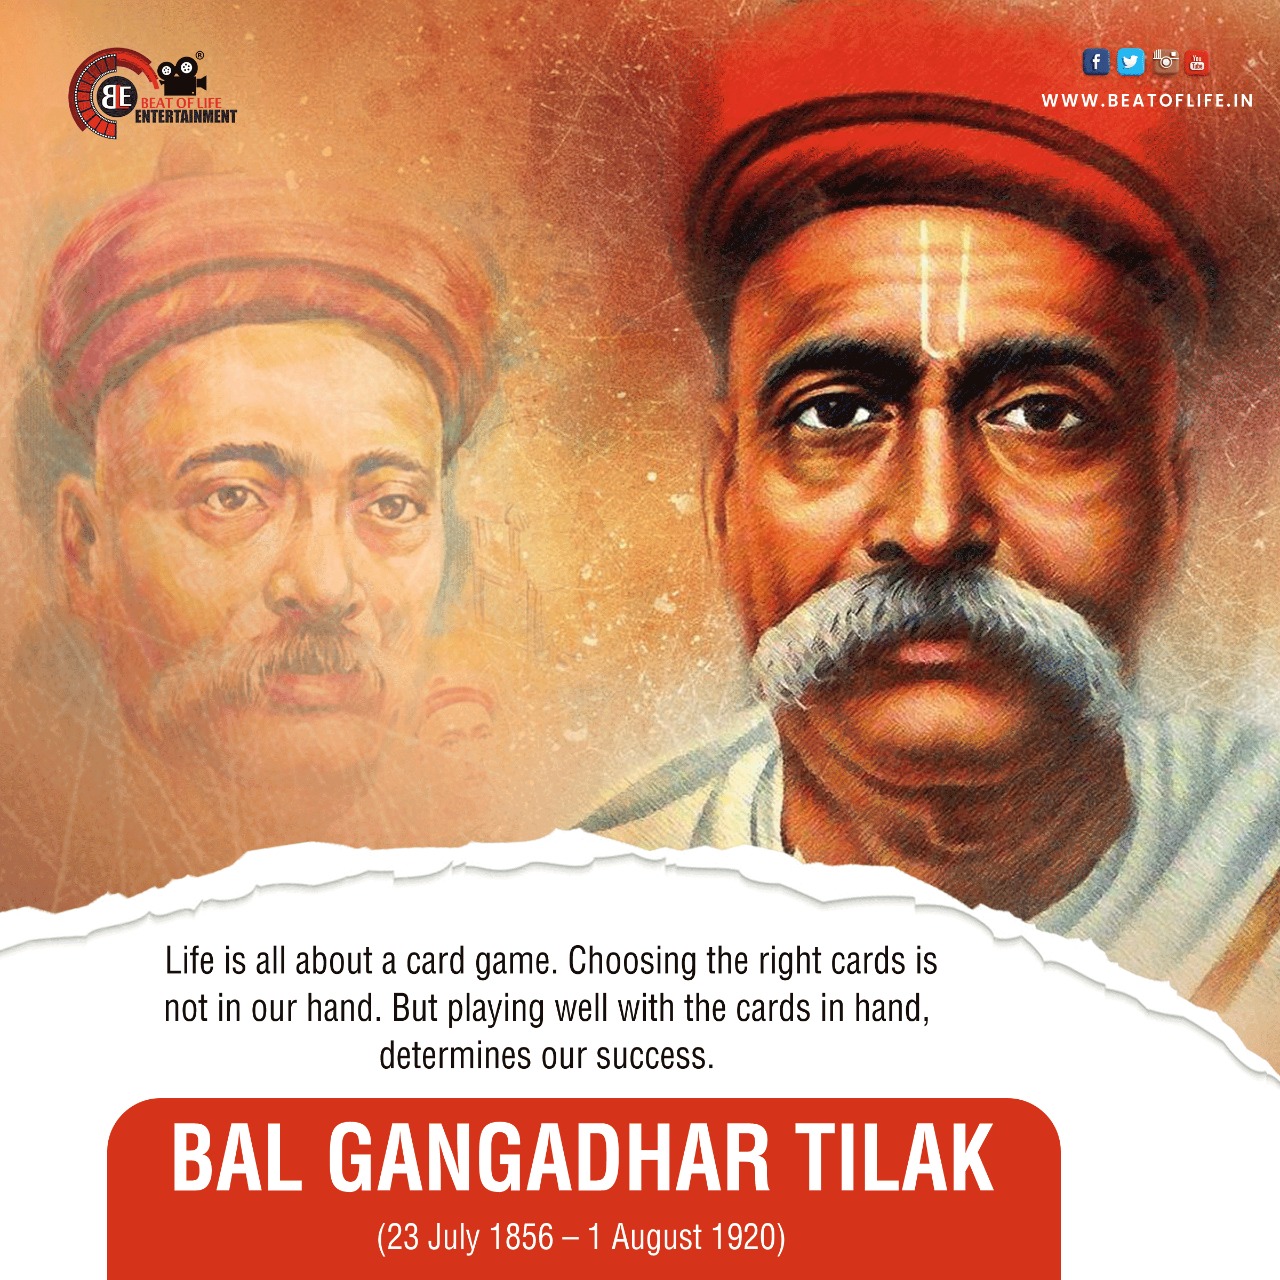 BE
BEAT OF LIFE
ENTERTAINMENT
®
WWW.BEATOFLIFE.IN
Life is all about a card game. Choosing the right cards is
not in our hand. But playing well with the cards in hand,
determines our success.
BAL GANGADHAR TILAK
(23 July 1856 – 1 August 1920)